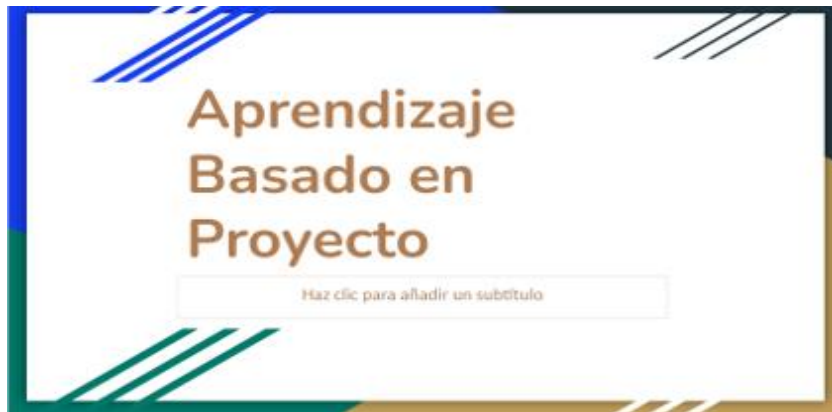 Aprendizaje
Basado en
Proyecto
Haz clic para añadir un subtítulo